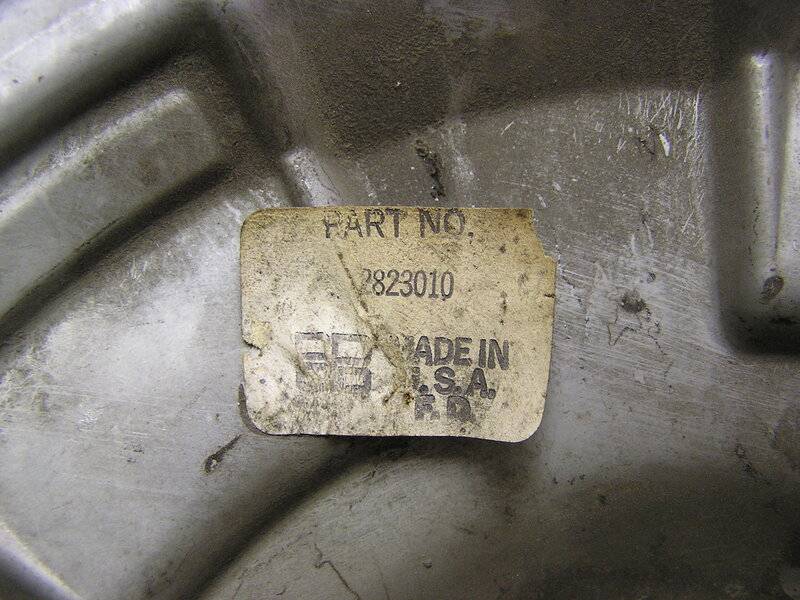 PART NO.
2823010
MADE IN
U.S.A.
F.D.